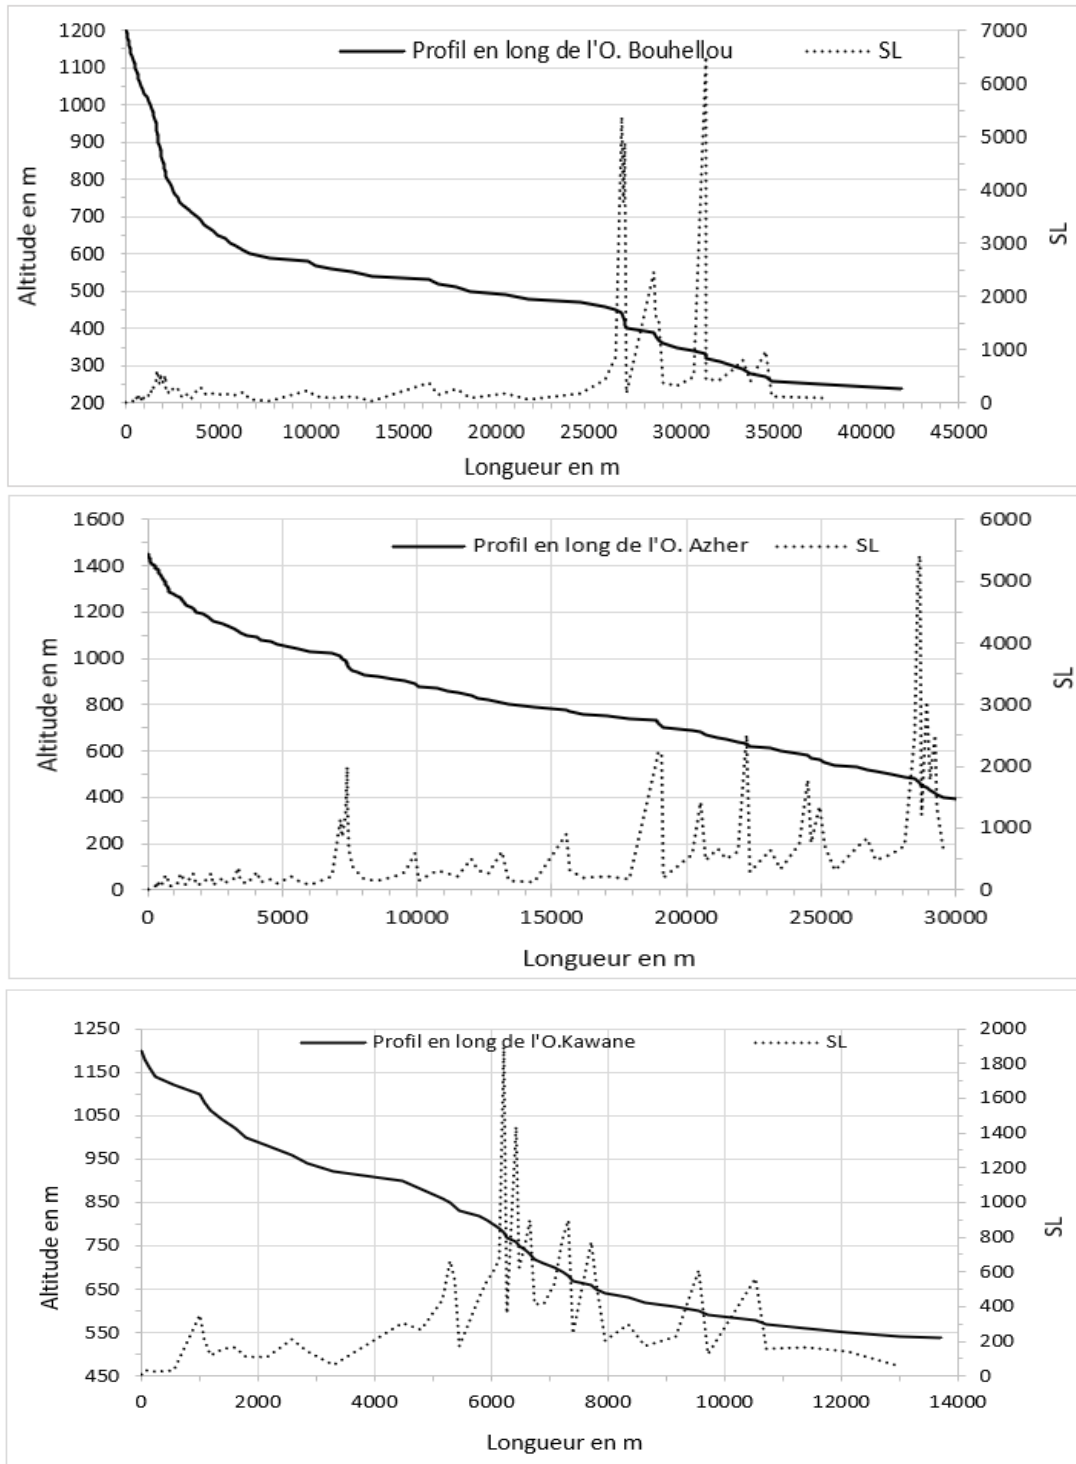 Profil en long de l'O. Bouhellou SL
1200 7000
1100
1000 6000
900 5000
800 4000
700
600 3000
500 2000
400
300 1000
200 0
0 5000 10000 15000 20000 25000 30000 35000 40000 45000
Altitude en m
SL
Longueur en m
1600 6000
Profil en long de l'O. Azher SL
1400 5000
1200
1000 4000
800 3000
600 2000
400
200 1000
0 0
0 5000 10000 15000 20000 25000 30000
Altitude en m
SL
Longueur en m
1250 2000
Profil en long de l'O.Kawane SL
1150 1800
1050 1600
950 1400
850 1200
750 1000
650 800
550 600
450 400
200
0
0 2000 4000 6000 8000 10000 12000 14000
Altitude en m
SL
Longueur en m